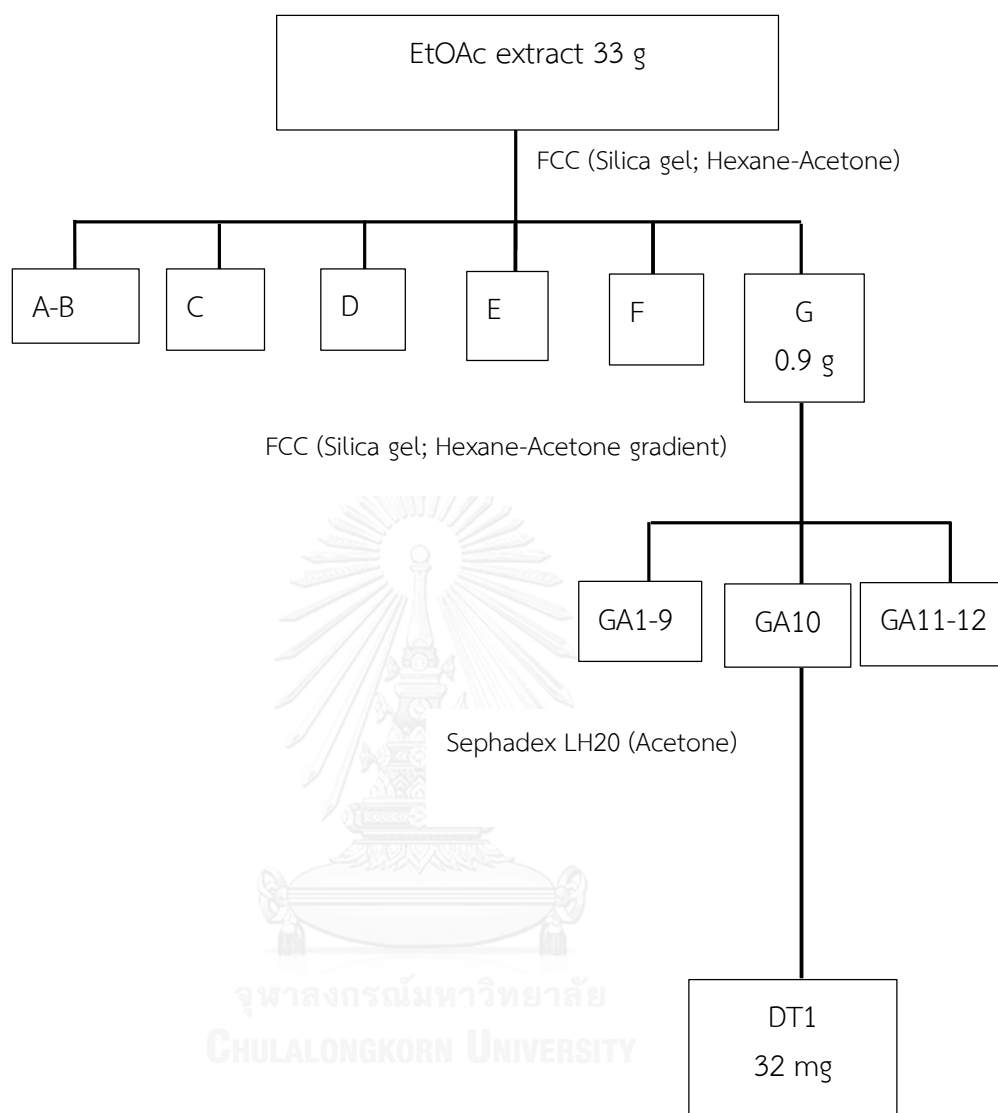 EtOAc extract 33 g
FCC (Silica gel; Hexane-Acetone)
A-B
C
D
E
F
G
0.9 g
FCC (Silica gel; Hexane-Acetone gradient)
GA1-9
GA10
GA11-12
Sephadex LH20 (Acetone)
จุฬาลงกรณ์มหาวิทยาลัย
CHULALONGKORN UNIVERSITY
DT1
32 mg